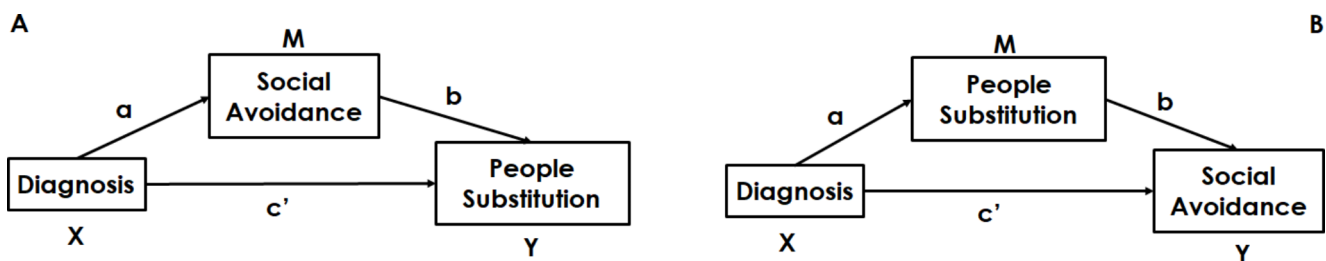 A
M
Social
Avoidance
a
b
Diagnosis
People
Substitution
c’
X
Y
B
M
People
Substitution
a
b
Diagnosis
Social
Avoidance
c’
X
Y